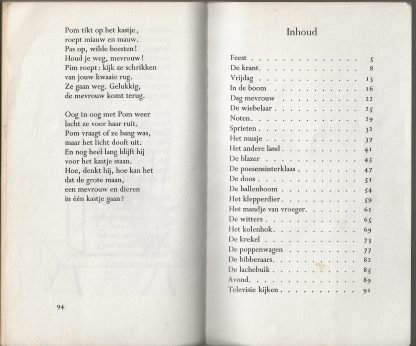 Pom tikt op het kastje,
roept miauw en mauw.
Pas op, wilde beesten!
Houd je weg, mevrouw!
Pim roept: kijk ze schrikken
van jouw kwaaie rug.
Ze gaan weg. Gelukkig,
de mevrouw komt terug.

Oog in oog met Pom weer
lacht ze voor haar ruit.
Pom vraagt of ze bang was,
maar het licht dooft uit.
En nog heel lang blijft hij
voor het kastje staan.
Hoe, denkt hij, hoe kan het
dat de grote maan,
een mevrouw en dieren
in één kastje gaan?

94

Inhoud

Feest . . . . . . . . . . . . 5
De krant. . . . . . . . . . . 8
Vrijdag . . . . . . . . . . . 13
In de boom . . . . . . . . . . 16
Dag mevrouw . . . . . . . . . 22
De wiebelaar . . . . . . . . . 25
Noten. . . . . . . . . . . . 29
Sprieten . . . . . . . . . . . 32
Het musje . . . . . . . . . . 37
Het andere land . . . . . . . . 41
De blazer . . . . . . . . . . 45
De poesensinterklaas . . . . . . 47
De doos . . . . . . . . . . . 51
De ballenboom . . . . . . . . 54
Het klepperdier. . . . . . . . 59
Het mandje van vroeger. . . . . 61
De witters . . . . . . . . . . 65
Het kolenhok . . . . . . . . . 69
De krekel . . . . . . . . . . 73
De poppenwagen . . . . . . . 77
De bibberaars. . . . . . . . . 82
De lachebuik . . . . . . . . . 85
Avond. . . . . . . . . . . . 89
Televisie kijken . . . . . . . . 91